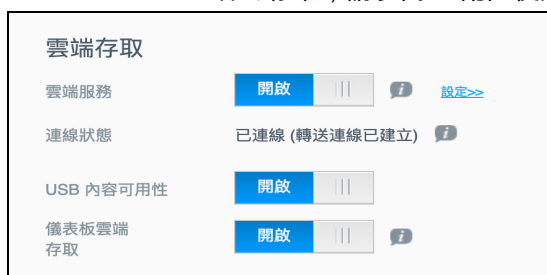 雲端存取
雲端服務 開啟 設定>>
連線狀態 已連線 (轉送連線已建立)
USB 內容可用性 開啟
儀表板雲端 開啟
存取